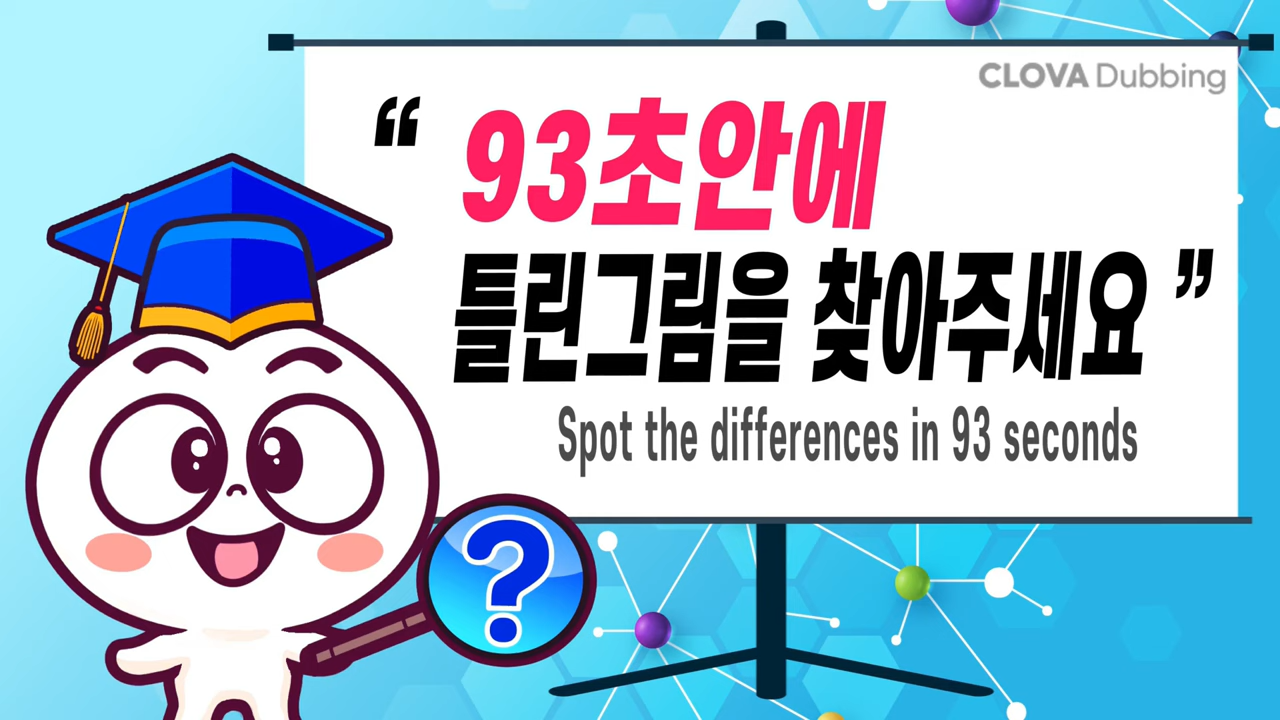 CLOVA Dubbing
“ 93초안에
틀린그림을 찾아주세요 ”
Spot the differences in 93 seconds
?